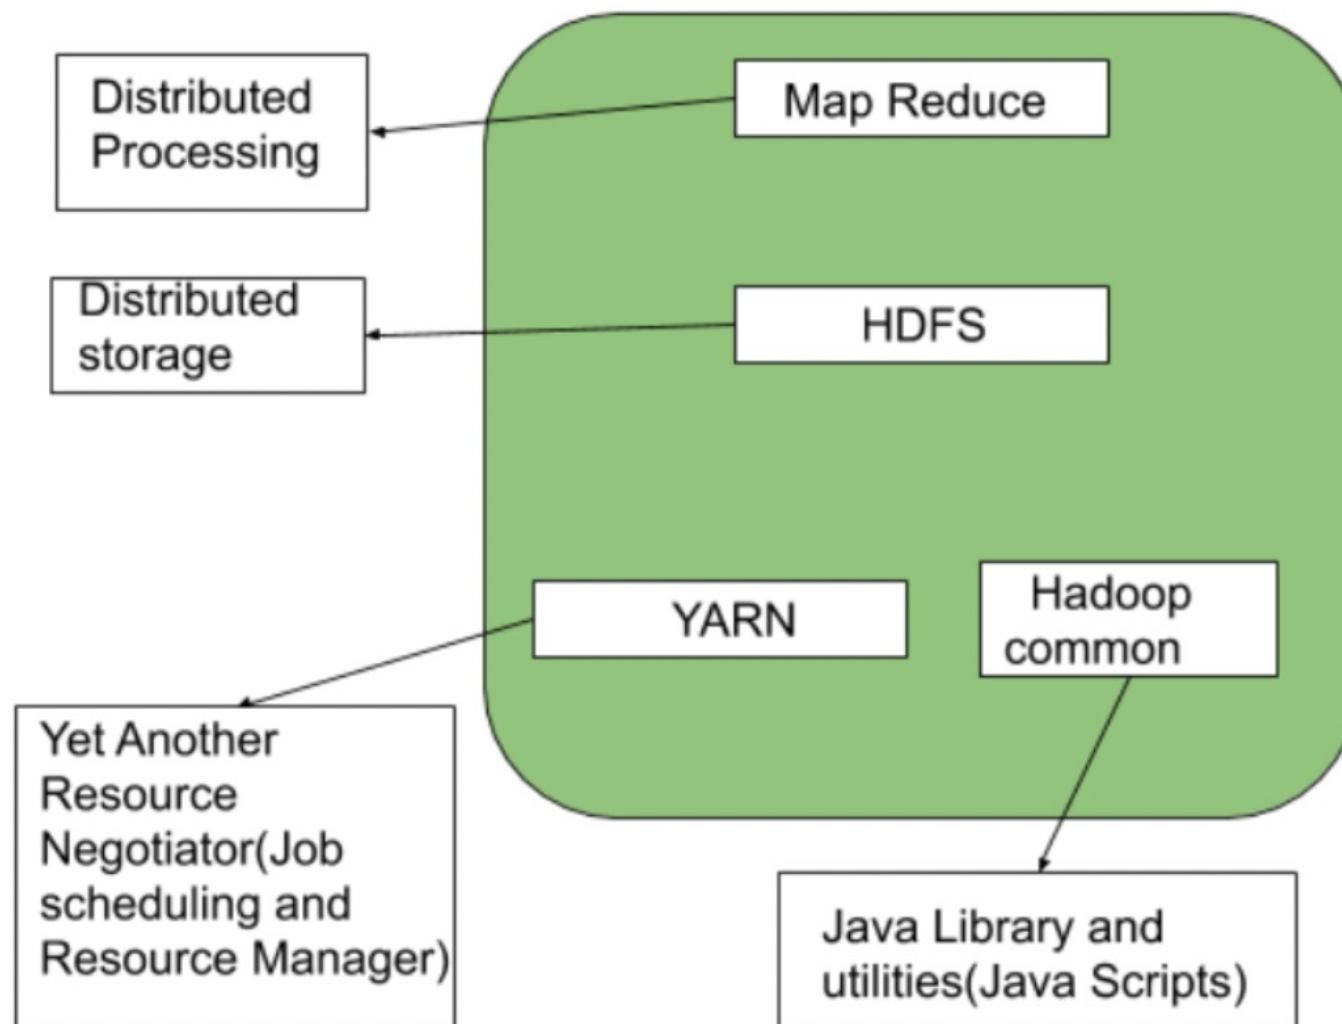 Distributed
Processing
Map Reduce
Distributed
storage
HDFS
YARN
Hadoop
common
Yet Another
Resource
Negotiator(Job
scheduling and
Resource Manager)
Java Library and
utilities(Java Scripts)